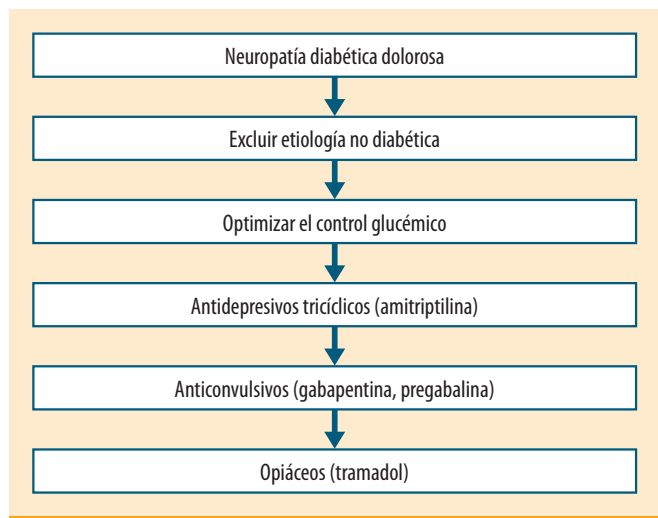 Neuropatía diabética dolorosa
Excluir etiología no diabética
Optimizar el control glucémico
Antidepresivos tricíclicos (amitriptilina)
Anticonvulsivos (gabapentina, pregabalina)
Opiáceos (tramadol)